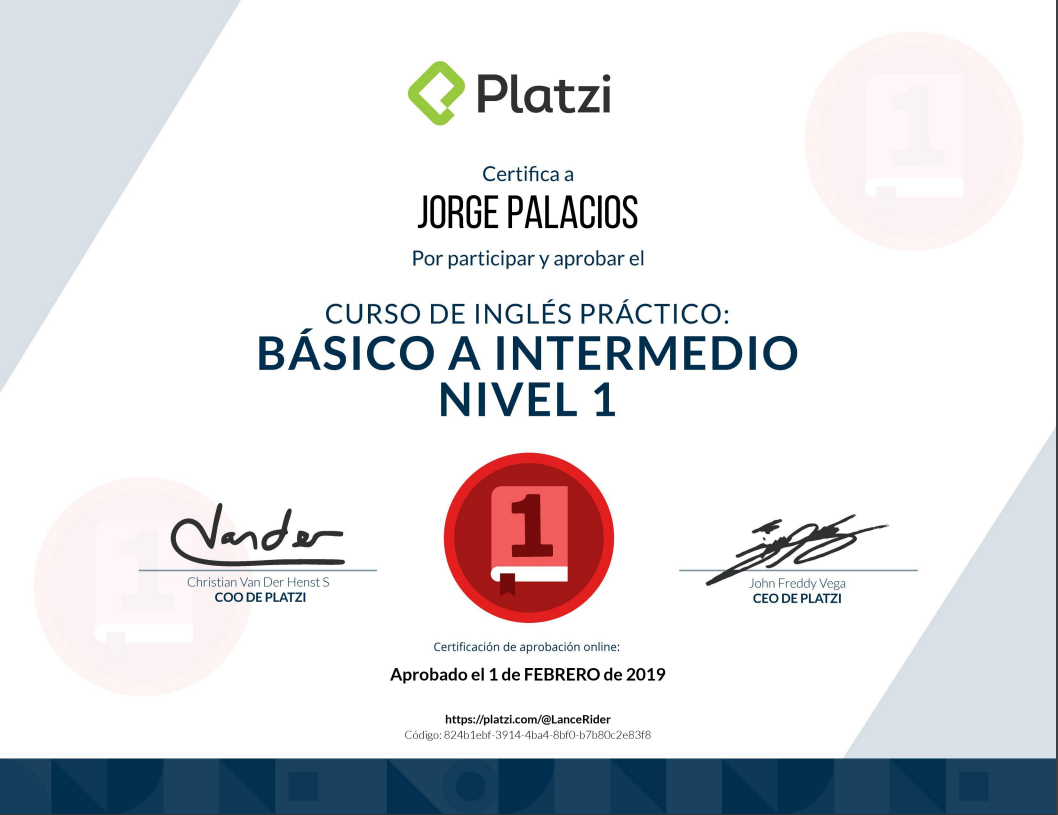 Platzi
1
Certifica a
JORGE PALACIOS
Por participar y aprobar el
CURSO DE INGLÉS PRÁCTICO:
BÁSICO A INTERMEDIO
NIVEL 1
1
1
Vander
Christian Van Der Henst S
COO DE PLATZI
John Freddy Vega
CEO DE PLATZI
Certificación de aprobación online:
Aprobado el 1 de FEBRERO de 2019
https://platzi.com/@LanceRider
Código: 824b1ebf-3914-4ba4-8bf0-b7b80c2e83f8